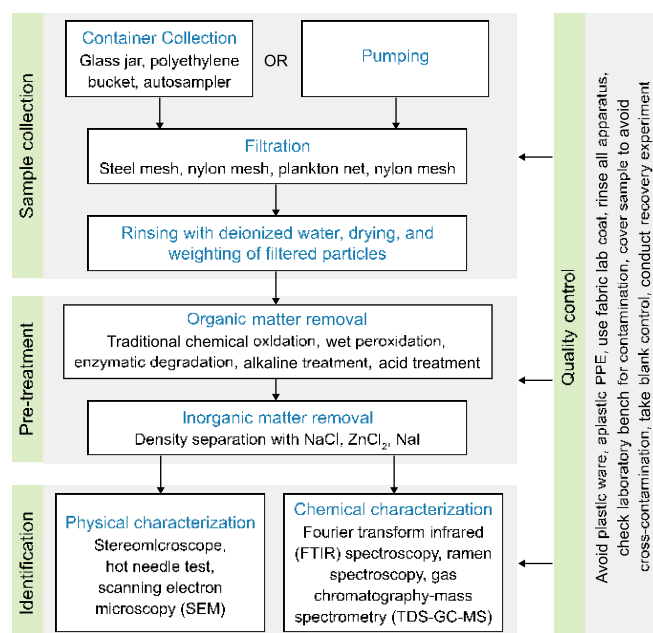 Sample collection
Container Collection
Glass jar, polyethylene
bucket, autosampler
OR
Pumping
Filtration
Steel mesh, nylon mesh, plankton net, nylon mesh
Rinsing with deionized water, drying, and
weighting of filtered particles
Pre-treatment
Organic matter removal
Traditional chemical oxidation, wet peroxidation,
enzymatic degradation, alkaline treatment, acid treatment
Inorganic matter removal
Density separation with NaCl, ZnCl₂, NaI
Identification
Physical characterization
Stereomicroscope,
hot needle test,
scanning electron
microscopy (SEM)
Chemical characterization
Fourier transform infrared
(FTIR) spectroscopy, ramen
spectroscopy, gas
chromatography-mass
spectrometry (TDS-GC-MS)
Quality control
Avoid plastic ware, aplastic PPE, use fabric lab coat, rinse all apparatus,
check laboratory bench for contamination, cover sample to avoid
cross-contamination, take blank control, conduct recovery experiment